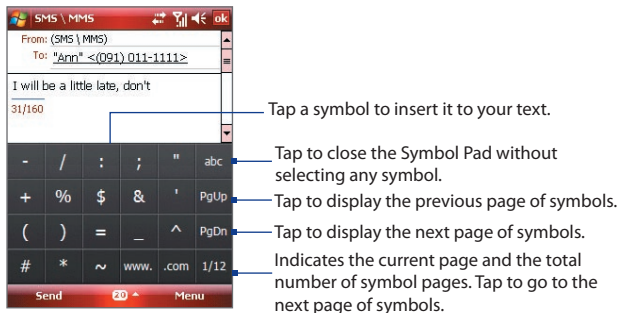 SMS \ MMS ok
From: (SMS \ MMS)
To: "Ann" <(091) 011-1111>
I will be a little late, don't
31/160
Tap a symbol to insert it to your text.
- / : ; " abc
Tap to close the Symbol Pad without
selecting any symbol.
+ % $ & ' PgUp
Tap to display the previous page of symbols.
( ) = _ ^ PgDn
Tap to display the next page of symbols.
# * ~ www. .com 1/12
Indicates the current page and the total
number of symbol pages. Tap to go to the
next page of symbols.
Send 20 Menu